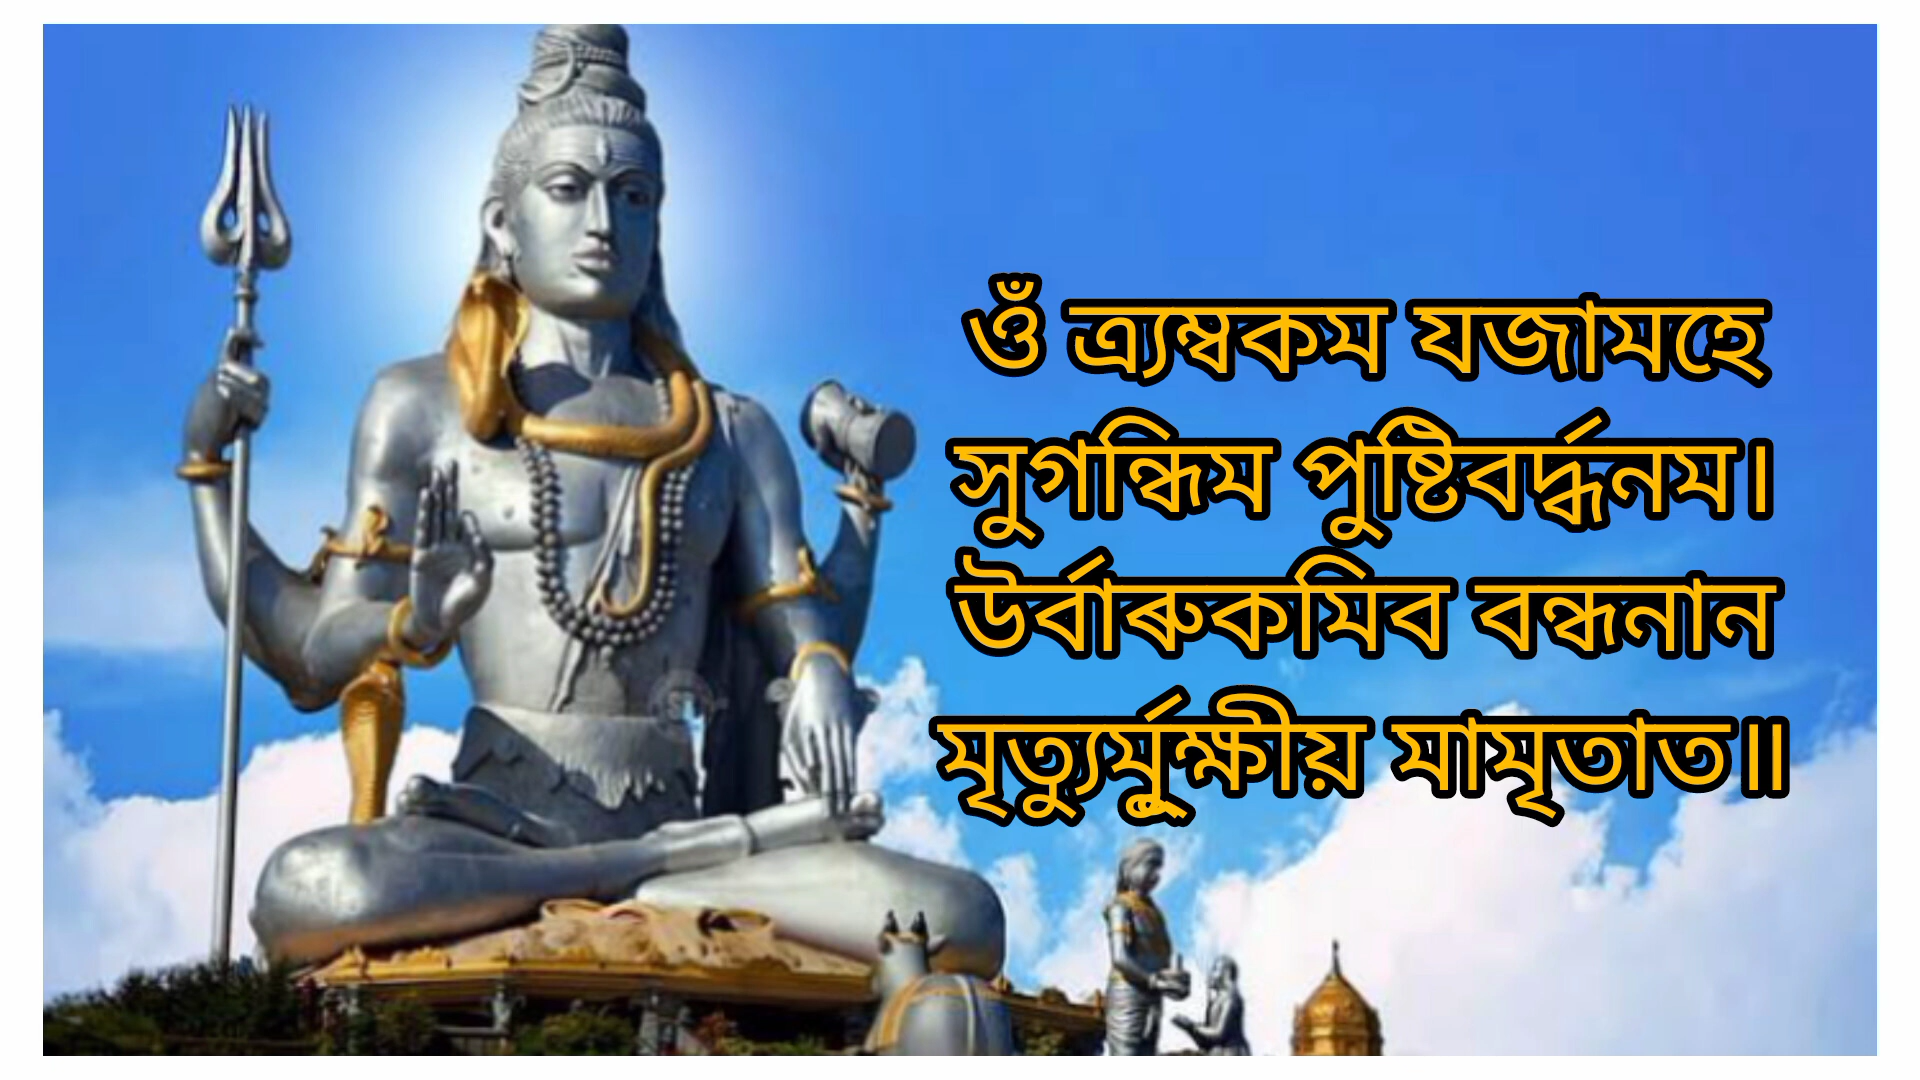 ওঁ ত্ৰ্যম্বকম যজামহে
সুগন্ধিম পুষ্টিবৰ্দ্ধনম।
উৰ্বাৰুকমিব বন্ধনান
মৃত্যুৰ্মুক্ষীয় মামৃতাত॥